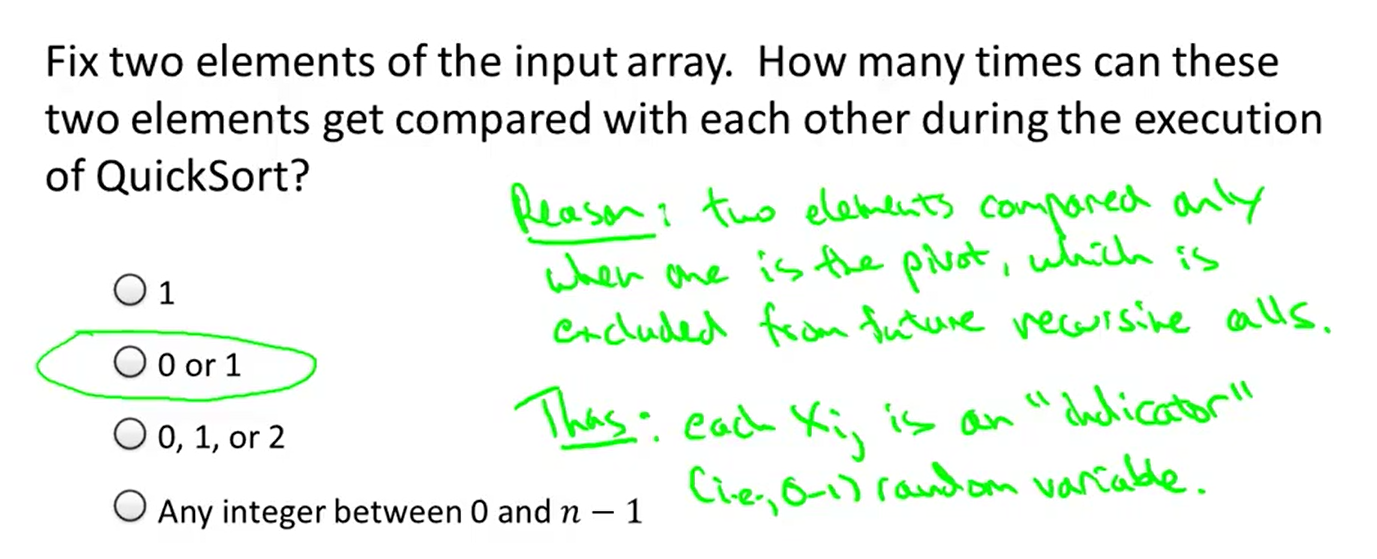 Fix two elements of the input array. How many times can these
two elements get compared with each other during the execution
of QuickSort?
Reason: two elements compared only
when one is the pivot, which is
excluded from future recursive calls.
1
0 or 1
0, 1, or 2
Any integer between 0 and n − 1
Thus: each Xij is an "indicator"
(i.e., 0-1) random variable.